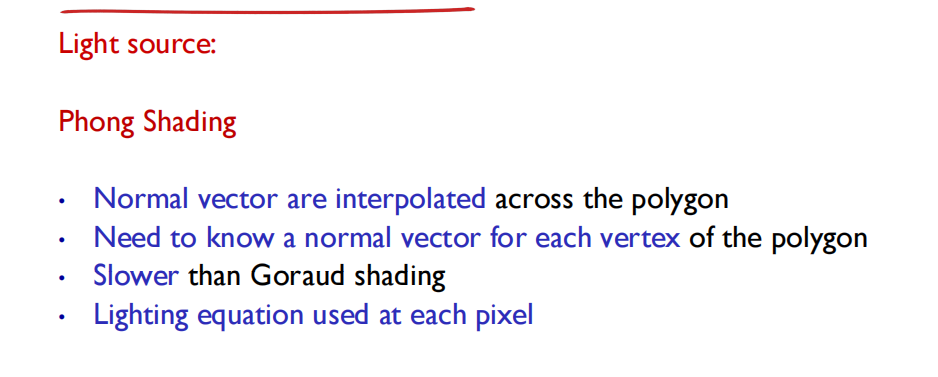 Light source:
Phong Shading
• Normal vector are interpolated across the polygon
• Need to know a normal vector for each vertex of the polygon
• Slower than Goraud shading
• Lighting equation used at each pixel